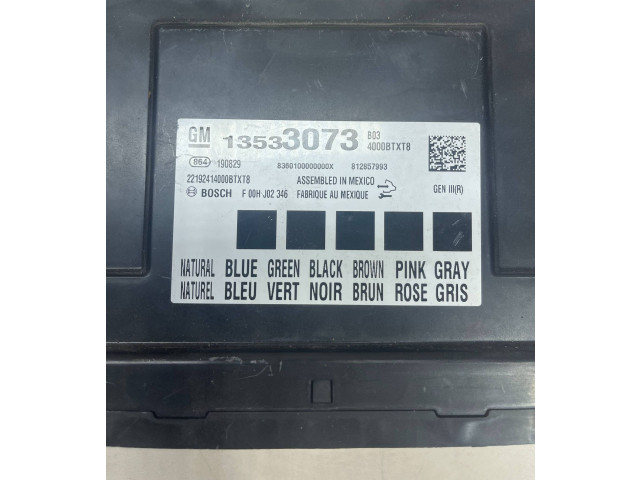 GM 13533073 B03
4000BTXT8
864 190829 8360100000000X 812857993
22192414000BTXT8 ASSEMBLED IN MEXICO GEN III(R)
BOSCH F 00H J02 346 FABRIQUE AU MEXIQUE
NATURAL BLUE GREEN BLACK BROWN PINK GRAY
NATUREL BLEU VERT NOIR BRUN ROSE GRIS